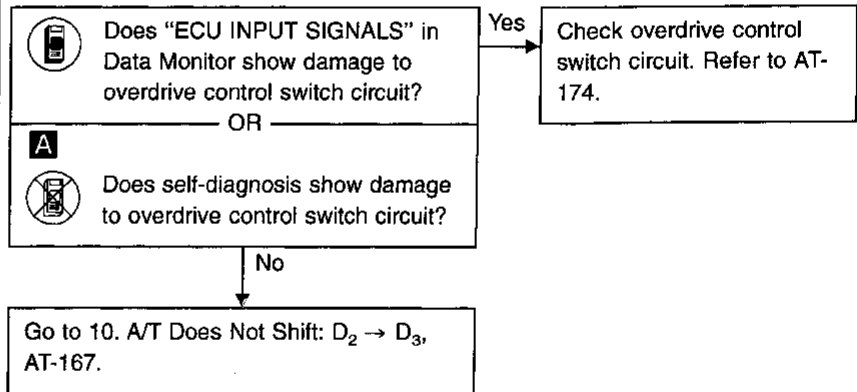 Does "ECU INPUT SIGNALS" in
Data Monitor show damage to
overdrive control switch circuit?
Yes
Check overdrive control
switch circuit. Refer to AT-
174.
OR
A
Does self-diagnosis show damage
to overdrive control switch circuit?
No
Go to 10. A/T Does Not Shift: D₂ → D₃,
AT-167.